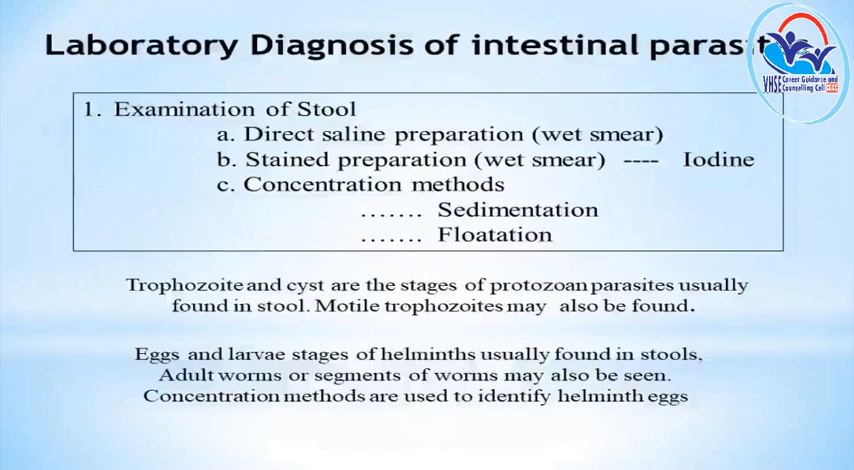 Laboratory Diagnosis of intestinal
VHSE Career Guidance and
Counselling Cell
1. Examination of Stool
a. Direct saline preparation (wet smear)
b. Stained preparation (wet smear) ---- Iodine
c. Concentration methods
....... Sedimentation
....... Floatation
Trophozoite and cyst are the stages of protozoan parasites usually
found in stool. Motile trophozoites may also be found.
Eggs and larvae stages of helminths usually found in stools,
Adult worms or segments of worms may also be seen.
Concentration methods are used to identify helminth eggs